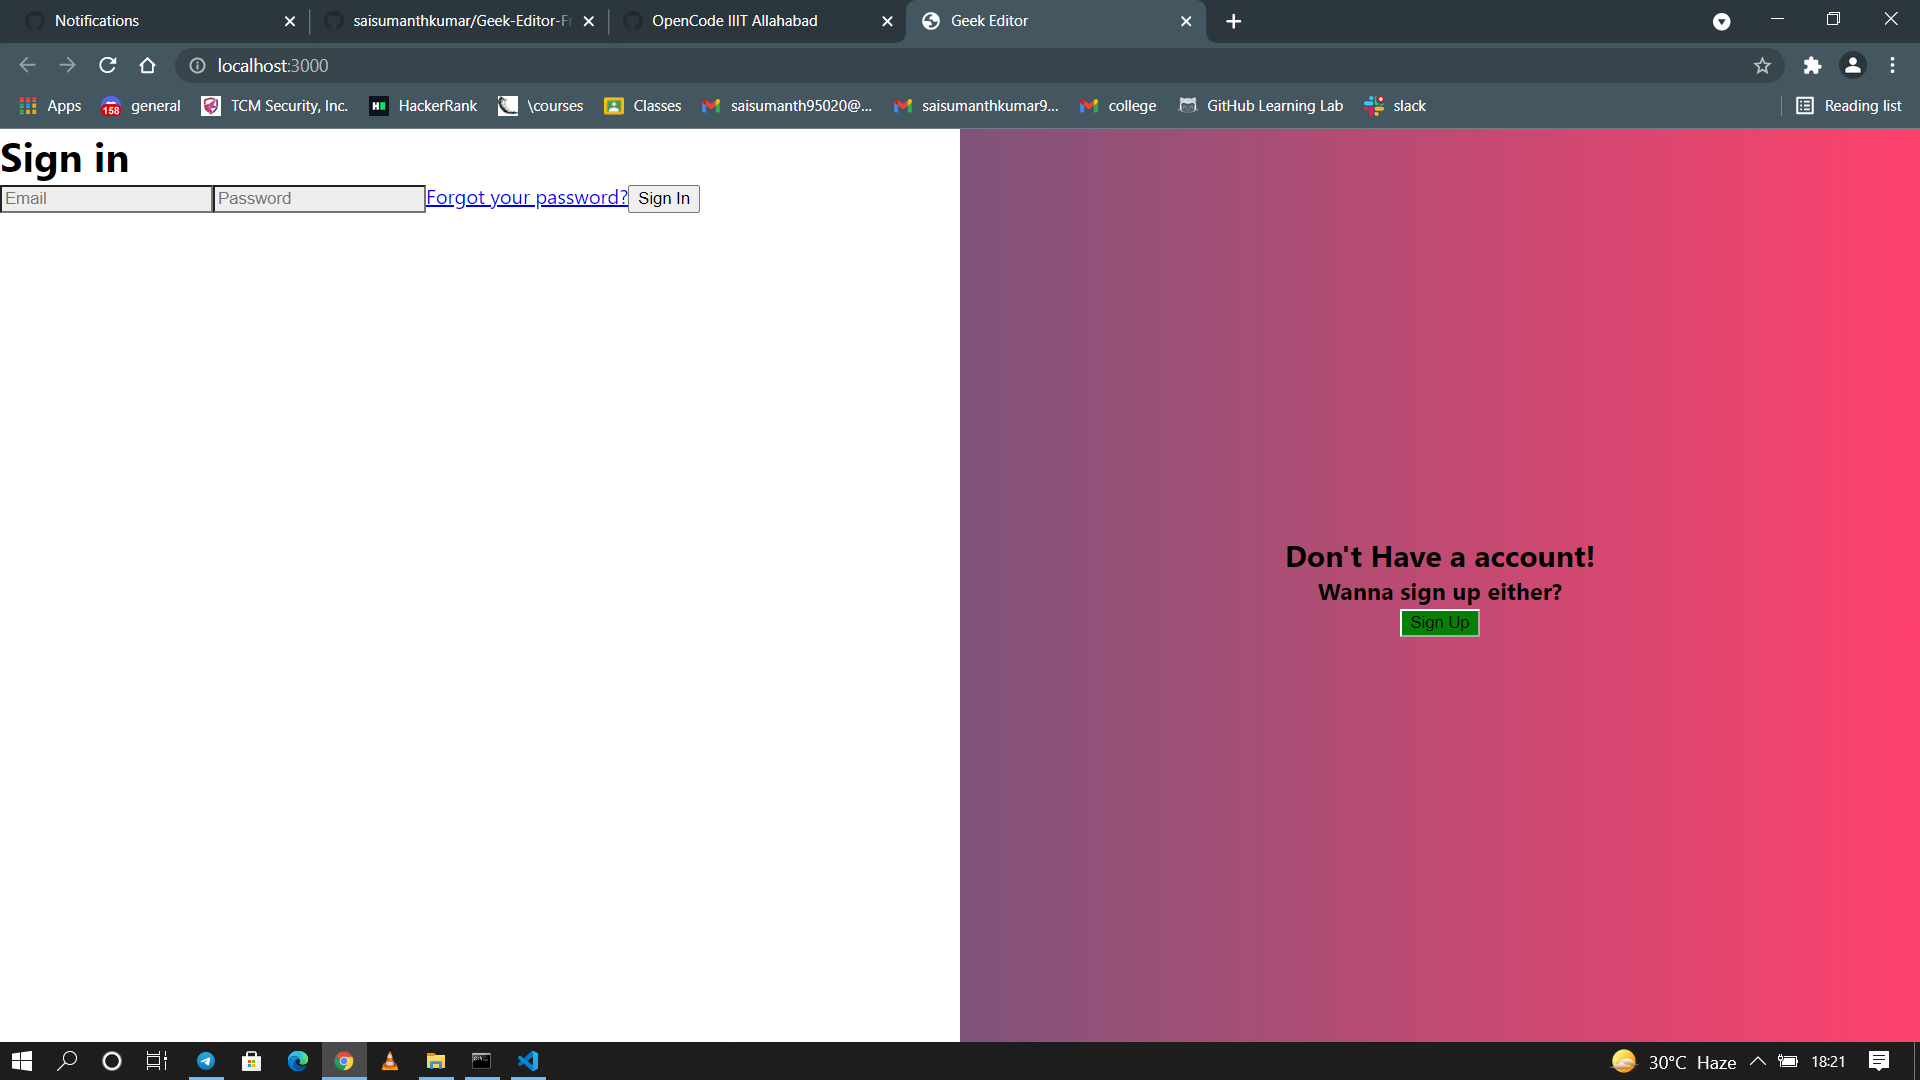 Notifications
saisumanthkumar/Geek-Editor-Fr
OpenCode IIIT Allahabad
Geek Editor
localhost:3000
Apps
158
general
TCM Security, Inc.
HackerRank
\courses
Classes
saisumanth95020@...
saisumanthkumar9...
college
GitHub Learning Lab
slack
Reading list
Sign in
Email
Password
Forgot your password?
Sign In
Don't Have a account!
Wanna sign up either?
Sign Up
30°C Haze
18:21